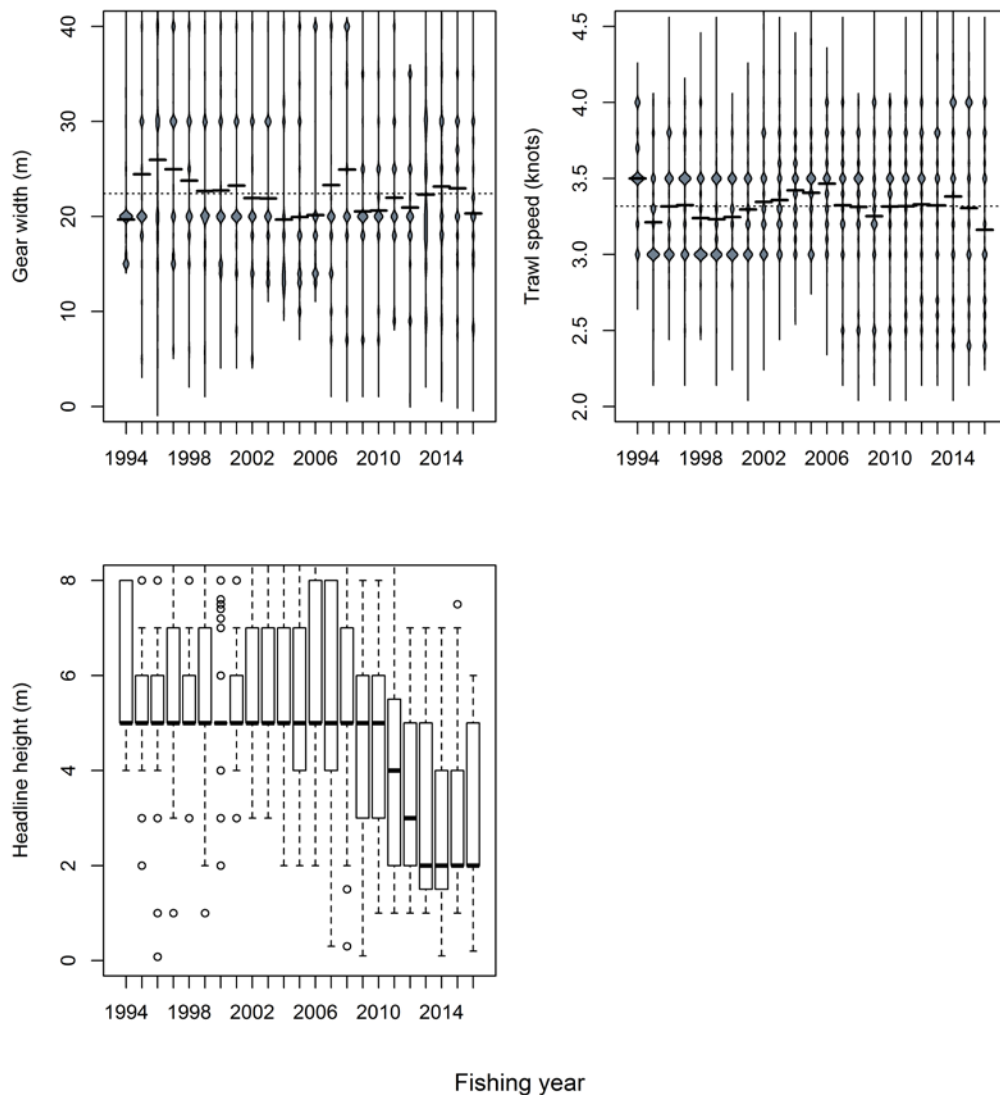 Gear width (m)
40
30
20
10
0
1994 1998 2002 2006 2010 2014
Trawl speed (knots)
4.5
4.0
3.5
3.0
2.5
2.0
1994 1998 2002 2006 2010 2014
Headline height (m)
8
6
4
2
0
1994 1998 2002 2006 2010 2014
Fishing year